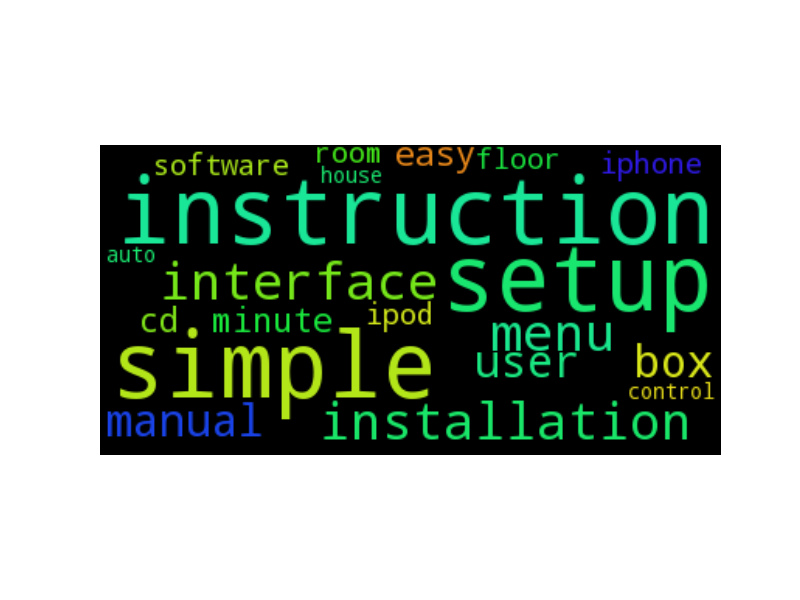 software room easy floor iphone
house
instruction
auto
interface setup
cd minute ipod
simple menu
user box
control
manual installation